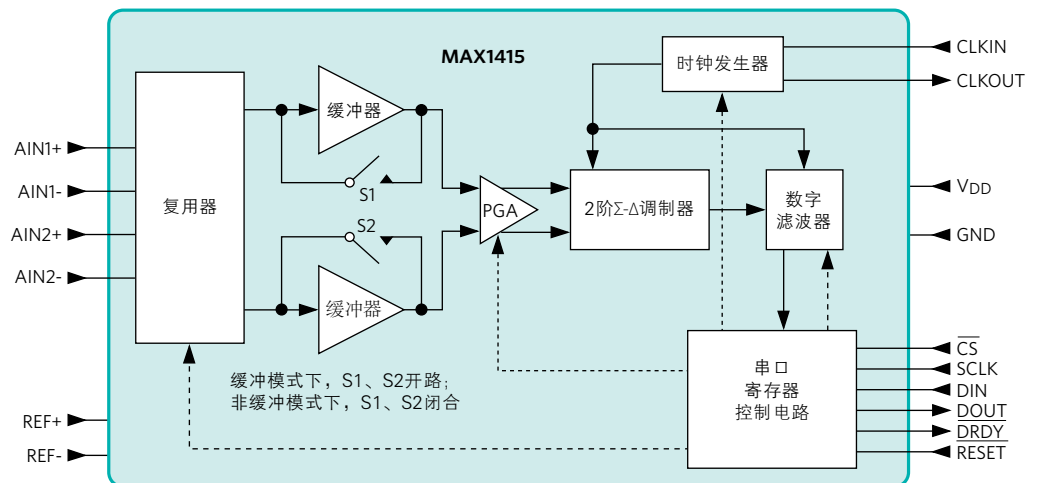 MAX1415
时钟发生器
CLKIN
CLKOUT
缓冲器
S1
AIN1+
AIN1-
AIN2+
AIN2-
复用器
PGA
2阶Σ-Δ调制器
数字
滤波器
VDD
GND
S2
缓冲器
缓冲模式下，S1、S2开路;
非缓冲模式下，S1、S2闭合
串口
寄存器
控制电路
CS
SCLK
DIN
DOUT
DRDY
RESET
REF+
REF-